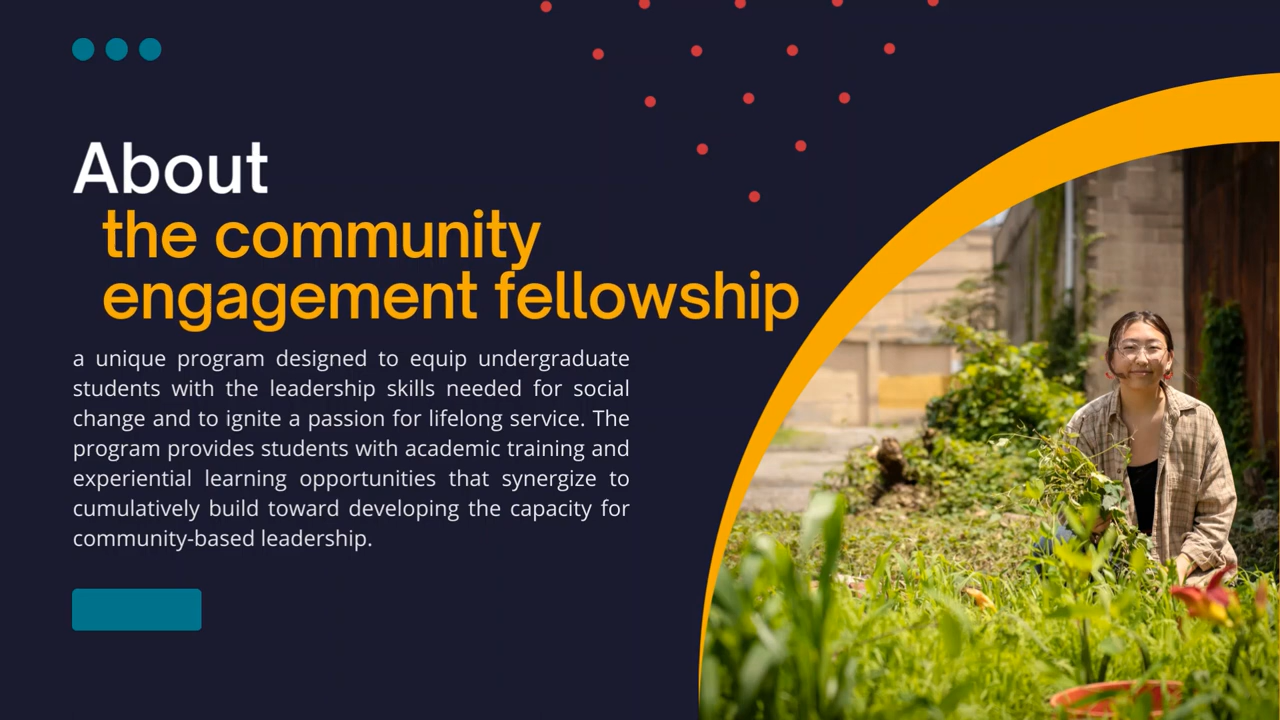 About
the community
engagement fellowship
a unique program designed to equip undergraduate
students with the leadership skills needed for social
change and to ignite a passion for lifelong service. The
program provides students with academic training and
experiential learning opportunities that synergize to
cumulatively build toward developing the capacity for
community-based leadership.